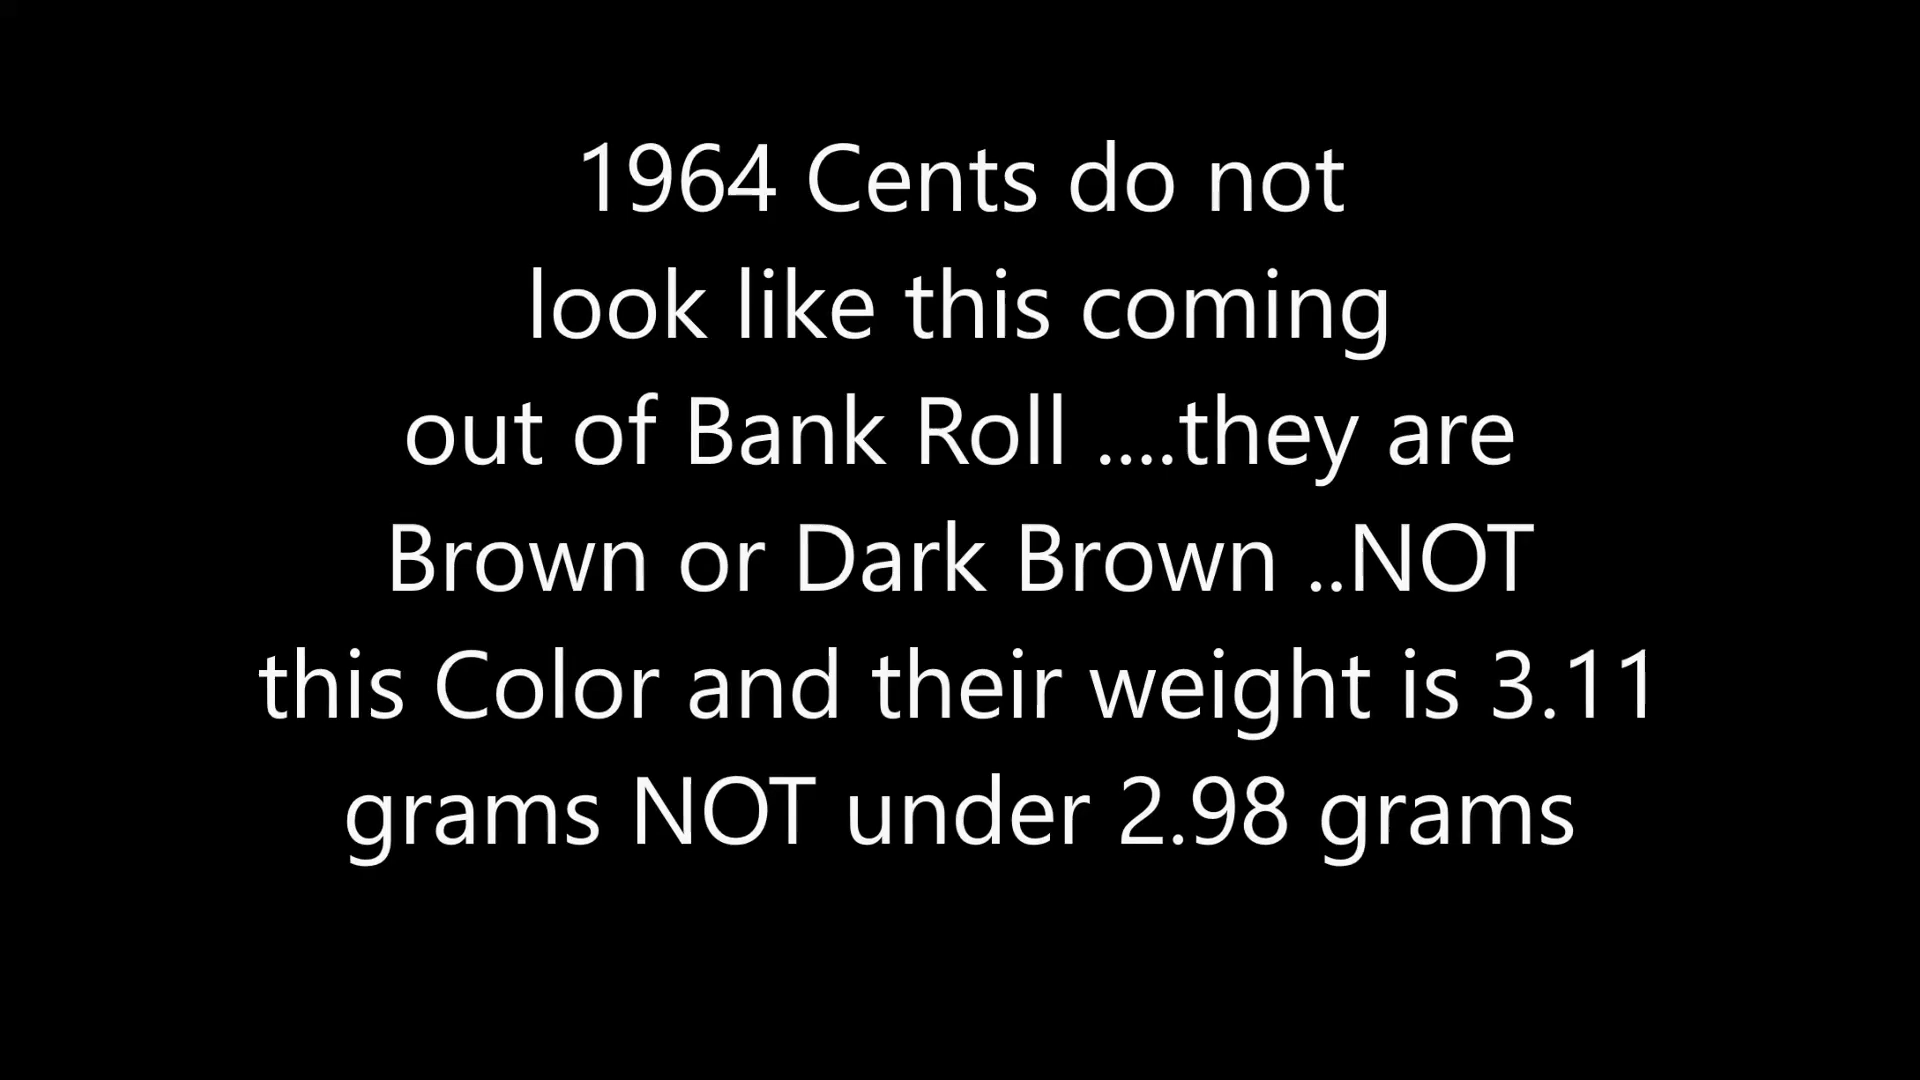 1964 Cents do not
look like this coming
out of Bank Roll ....they are
Brown or Dark Brown ..NOT
this Color and their weight is 3.11
grams NOT under 2.98 grams